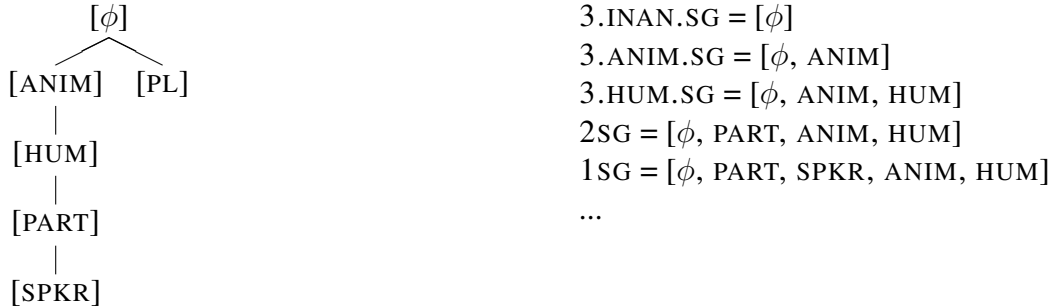 [ϕ]
[ANIM] [PL]
[HUM]
[PART]
[SPKR]
3.INAN.SG = [ϕ]
3.ANIM.SG = [ϕ, ANIM]
3.HUM.SG = [ϕ, ANIM, HUM]
2SG = [ϕ, PART, ANIM, HUM]
1SG = [ϕ, PART, SPKR, ANIM, HUM]
...